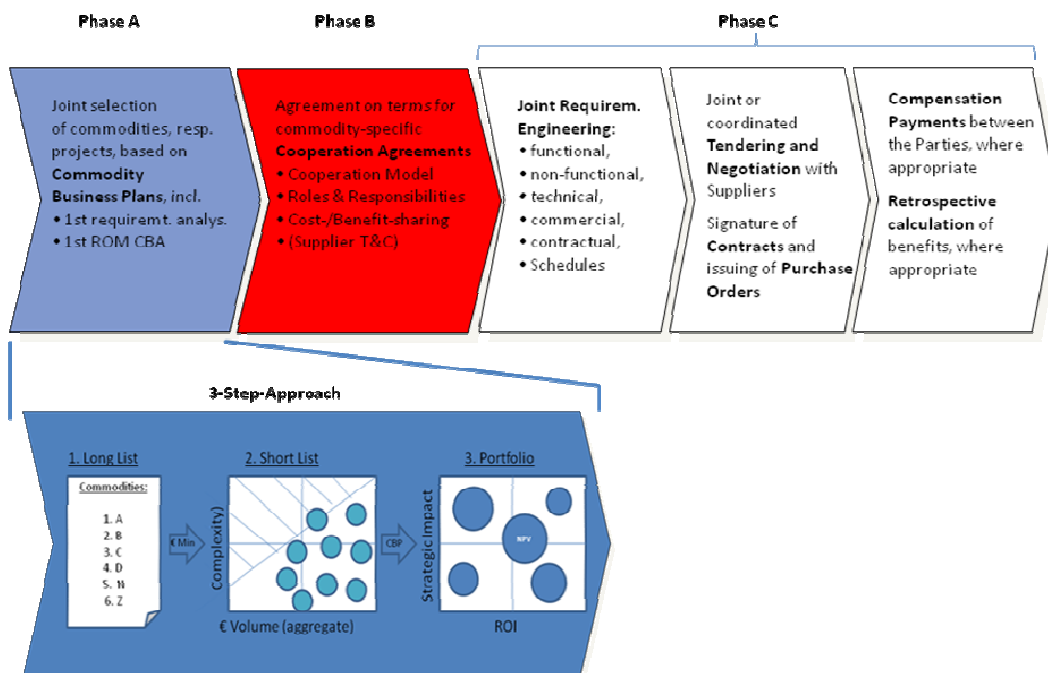 Phase A
Phase B
Phase C
Joint selection
of commodities, resp.
projects, based on
Commodity
Business Plans, incl.
• 1st requiremt. analys.
• 1st ROM CBA
Agreement on terms for
commodity-specific
Cooperation Agreements
• Cooperation Model
• Roles & Responsibilities
• Cost-/Benefit-sharing
• (Supplier T&C)
Joint Requirem.
Engineering:
• functional,
• non-functional,
• technical,
• commercial,
• contractual,
• Schedules
Joint or
coordinated
Tendering and
Negotiation with
Suppliers
Signature of
Contracts and
issuing of Purchase
Orders
Compensation
Payments between
the Parties, where
appropriate
Retrospective
calculation of
benefits, where
appropriate
3-Step-Approach
1. Long List
Commodities:
1. A
2. B
3. C
4. D
5. N
6. Z
€ Min
2. Short List
Complexity)
€ Volume (aggregate)
CBP
3. Portfolio
Strategic Impact
NPV
ROI